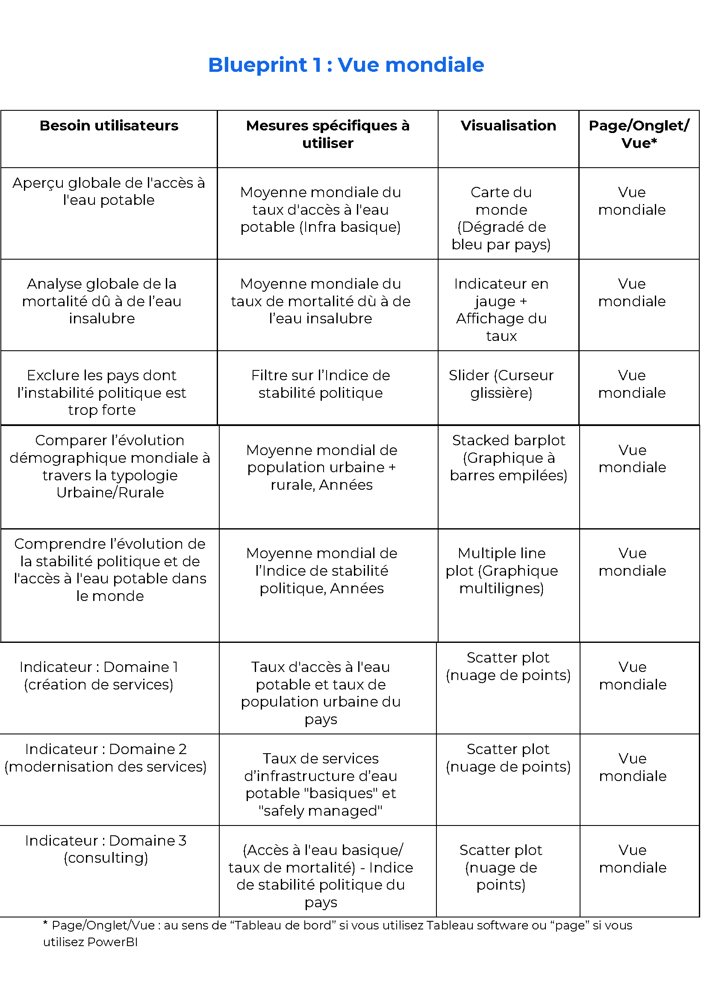 Blueprint 1 : Vue mondiale
Besoin utilisateurs
Mesures spécifiques à
utiliser
Visualisation
Page/Onglet/
Vue*
Aperçu globale de l'accès à
l'eau potable
Moyenne mondiale du
taux d'accès à l'eau
potable (Infra basique)
Carte du
monde
(Dégradé de
bleu par pays)
Vue
mondiale
Analyse globale de la
mortalité dû à de l’eau
insalubre
Moyenne mondiale du
taux de mortalité dù à de
l’eau insalubre
Indicateur en
jauge +
Affichage du
taux
Vue
mondiale
Exclure les pays dont
l’instabilité politique est
trop forte
Filtre sur l’Indice de
stabilité politique
Slider (Curseur
glissière)
Vue
mondiale
Comparer l’évolution
démographique mondiale à
travers la typologie
Urbaine/Rurale
Moyenne mondial de
population urbaine +
rurale, Années
Stacked barplot
(Graphique à
barres empilées)
Vue
mondiale
Comprendre l’évolution de
la stabilité politique et de
l'accès à l'eau potable dans
le monde
Moyenne mondial de
l’Indice de stabilité
politique, Années
Multiple line
plot (Graphique
multilignes)
Vue
mondiale
Indicateur : Domaine 1
(création de services)
Taux d'accès à l'eau
potable et taux de
population urbaine du
pays
Scatter plot
(nuage de points)
Vue
mondiale
Indicateur : Domaine 2
(modernisation des services)
Taux de services
d’infrastructure d’eau
potable "basiques" et
"safely managed"
Scatter plot
(nuage de points)
Vue
mondiale
Indicateur : Domaine 3
(consulting)
(Accès à l'eau basique/
taux de mortalité) - Indice
de stabilité politique du
pays
Scatter plot
(nuage de
points)
Vue
mondiale
* Page/Onglet/Vue : au sens de “Tableau de bord” si vous utilisez Tableau software ou “page” si vous
utilisez PowerBI